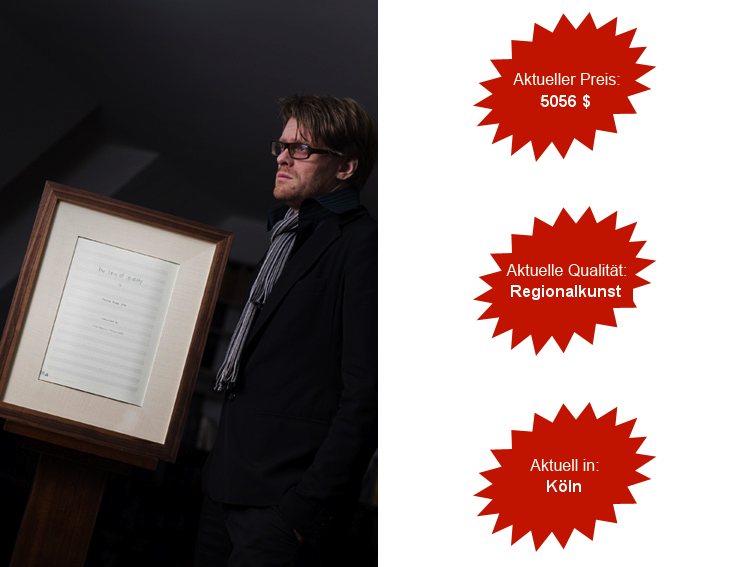 Aktueller Preis:
5056 $
Aktuelle Qualität:
Regionalkunst
Aktuell in:
Köln